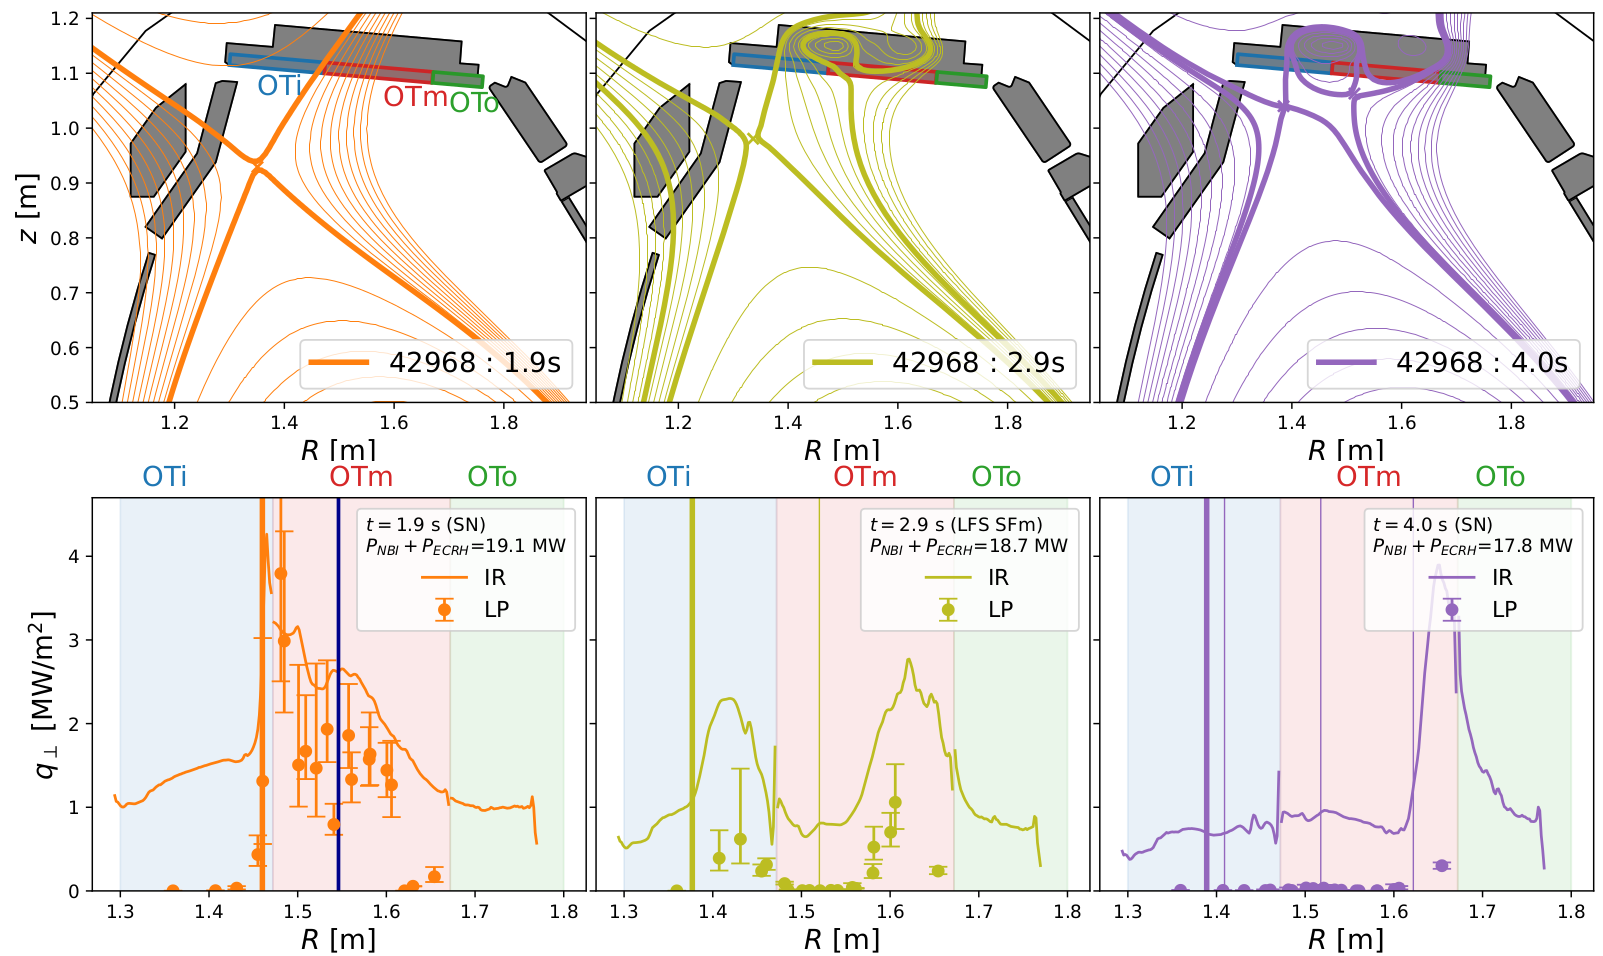 1.2
1.1
1.0
0.9
0.8
0.7
0.6
0.5
z [m]
OTi
OTm
OTo
42968 : 1.9s
42968 : 2.9s
42968 : 4.0s
1.2 1.4 1.6 1.8
1.2 1.4 1.6 1.8
1.2 1.4 1.6 1.8
R [m]
R [m]
R [m]
OTi OTm OTo
OTi OTm OTo
OTi OTm OTo
4
3
2
1
0
q⊥ [MW/m²]
t = 1.9 s (SN)
P_NBI + P_ECRH=19.1 MW
IR
LP
t = 2.9 s (LFS SFm)
P_NBI + P_ECRH=18.7 MW
IR
LP
t = 4.0 s (SN)
P_NBI + P_ECRH=17.8 MW
IR
LP
1.3 1.4 1.5 1.6 1.7 1.8
1.3 1.4 1.5 1.6 1.7 1.8
1.3 1.4 1.5 1.6 1.7 1.8
R [m]
R [m]
R [m]